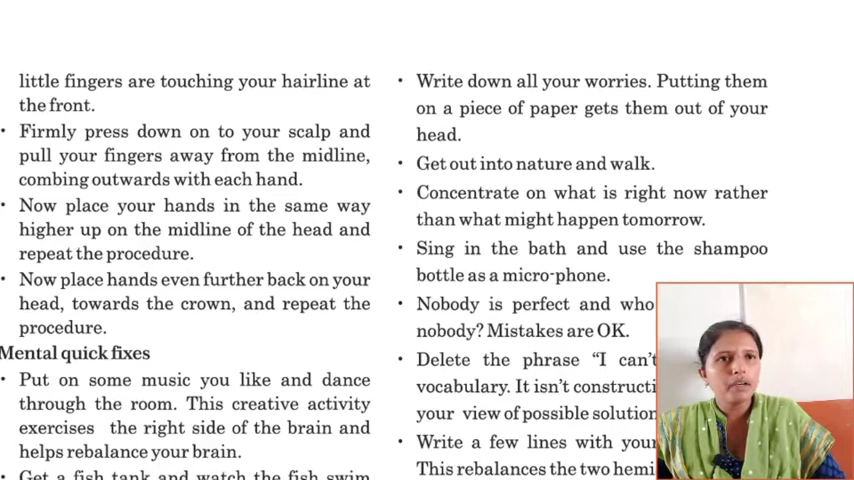 little fingers are touching your hairline at
the front.
• Firmly press down on to your scalp and
pull your fingers away from the midline,
combing outwards with each hand.
• Now place your hands in the same way
higher up on the midline of the head and
repeat the procedure.
• Now place hands even further back on your
head, towards the crown, and repeat the
procedure.
Mental quick fixes
• Put on some music you like and dance
through the room. This creative activity
exercises the right side of the brain and
helps rebalance your brain.
• Get a fish tank and watch the fish swim
• Write down all your worries. Putting them
on a piece of paper gets them out of your
head.
• Get out into nature and walk.
• Concentrate on what is right now rather
than what might happen tomorrow.
• Sing in the bath and use the shampoo
bottle as a micro-phone.
• Nobody is perfect and who
nobody? Mistakes are OK.
• Delete the phrase “I can't
vocabulary. It isn't constructi
your view of possible solution
• Write a few lines with your
This rebalances the two hemi